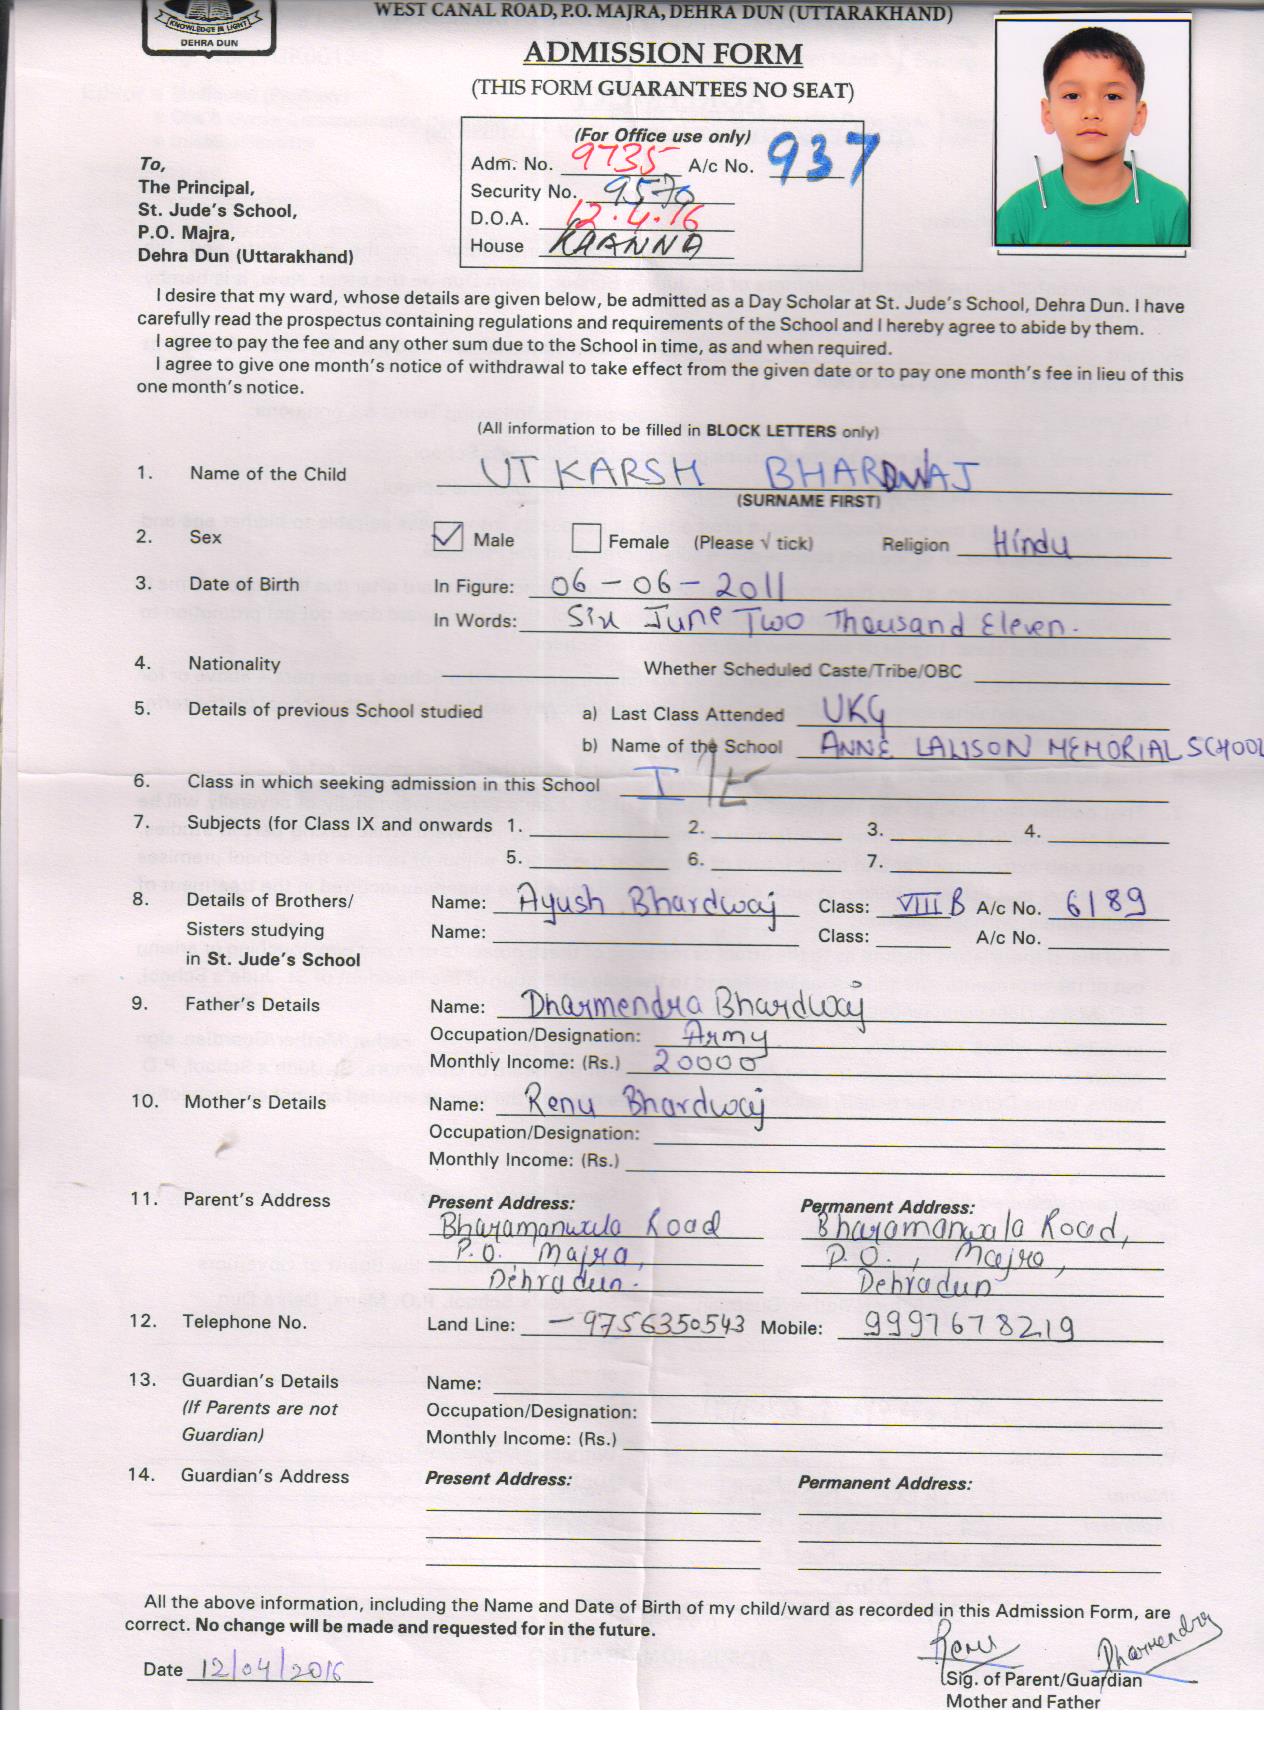 WEST CANAL ROAD, P.O. MAJRA, DEHRA DUN (UTTARAKHAND)
KNOWLEDGE IS LIGHT
DEHRA DUN
ADMISSION FORM
(THIS FORM GUARANTEES NO SEAT)
(For Office use only)
Adm. No. 9735 A/c No. 937
Security No. 9570
D.O.A. 12.4.16
House
To,
The Principal,
St. Jude's School,
P.O. Majra,
Dehra Dun (Uttarakhand)
I desire that my ward, whose details are given below, be admitted as a Day Scholar at St. Jude's School, Dehra Dun. I have
carefully read the prospectus containing regulations and requirements of the School and I hereby agree to abide by them.
I agree to pay the fee and any other sum due to the School in time, as and when required.
I agree to give one month's notice of withdrawal to take effect from the given date or to pay one month's fee in lieu of this
one month's notice.
(All information to be filled in BLOCK LETTERS only)
1. Name of the Child UTKARSH BHARDWAJ
(SURNAME FIRST)
2. Sex Male Female (Please √ tick) Religion Hindu
3. Date of Birth In Figure: 06-06-2011
In Words: Six June Two Thousand Eleven.
4. Nationality Whether Scheduled Caste/Tribe/OBC
5. Details of previous School studied a) Last Class Attended UKG
b) Name of the School ANNE LAWSON MEMORIAL SCHOOL
6. Class in which seeking admission in this School I
7. Subjects (for Class IX and onwards 1. 2. 3. 4.
5. 6. 7.
8. Details of Brothers/ Name: Ayush Bhardwaj Class: VIII B A/c No. 6189
Sisters studying Name: Class: A/c No.
in St. Jude's School
9. Father's Details Name: Dharmendra Bhardwaj
Occupation/Designation: Army
Monthly Income: (Rs.) 20000
10. Mother's Details Name: Renu Bhardwaj
Occupation/Designation:
Monthly Income: (Rs.)
11. Parent's Address Present Address: Permanent Address:
Bharamanwala Road Bharamanwala Road,
P.O. Majra, P.O., Majra,
Dehradun. Dehradun
12. Telephone No. Land Line: - 9756350543 Mobile: 9997678219
13. Guardian's Details Name:
(If Parents are not Occupation/Designation:
Guardian) Monthly Income: (Rs.)
14. Guardian's Address Present Address: Permanent Address:
All the above information, including the Name and Date of Birth of my child/ward as recorded in this Admission Form, are
correct. No change will be made and requested for in the future.
Renu Dharmendra
Date 12/04/2016
Sig. of Parent/Guardian
Mother and Father